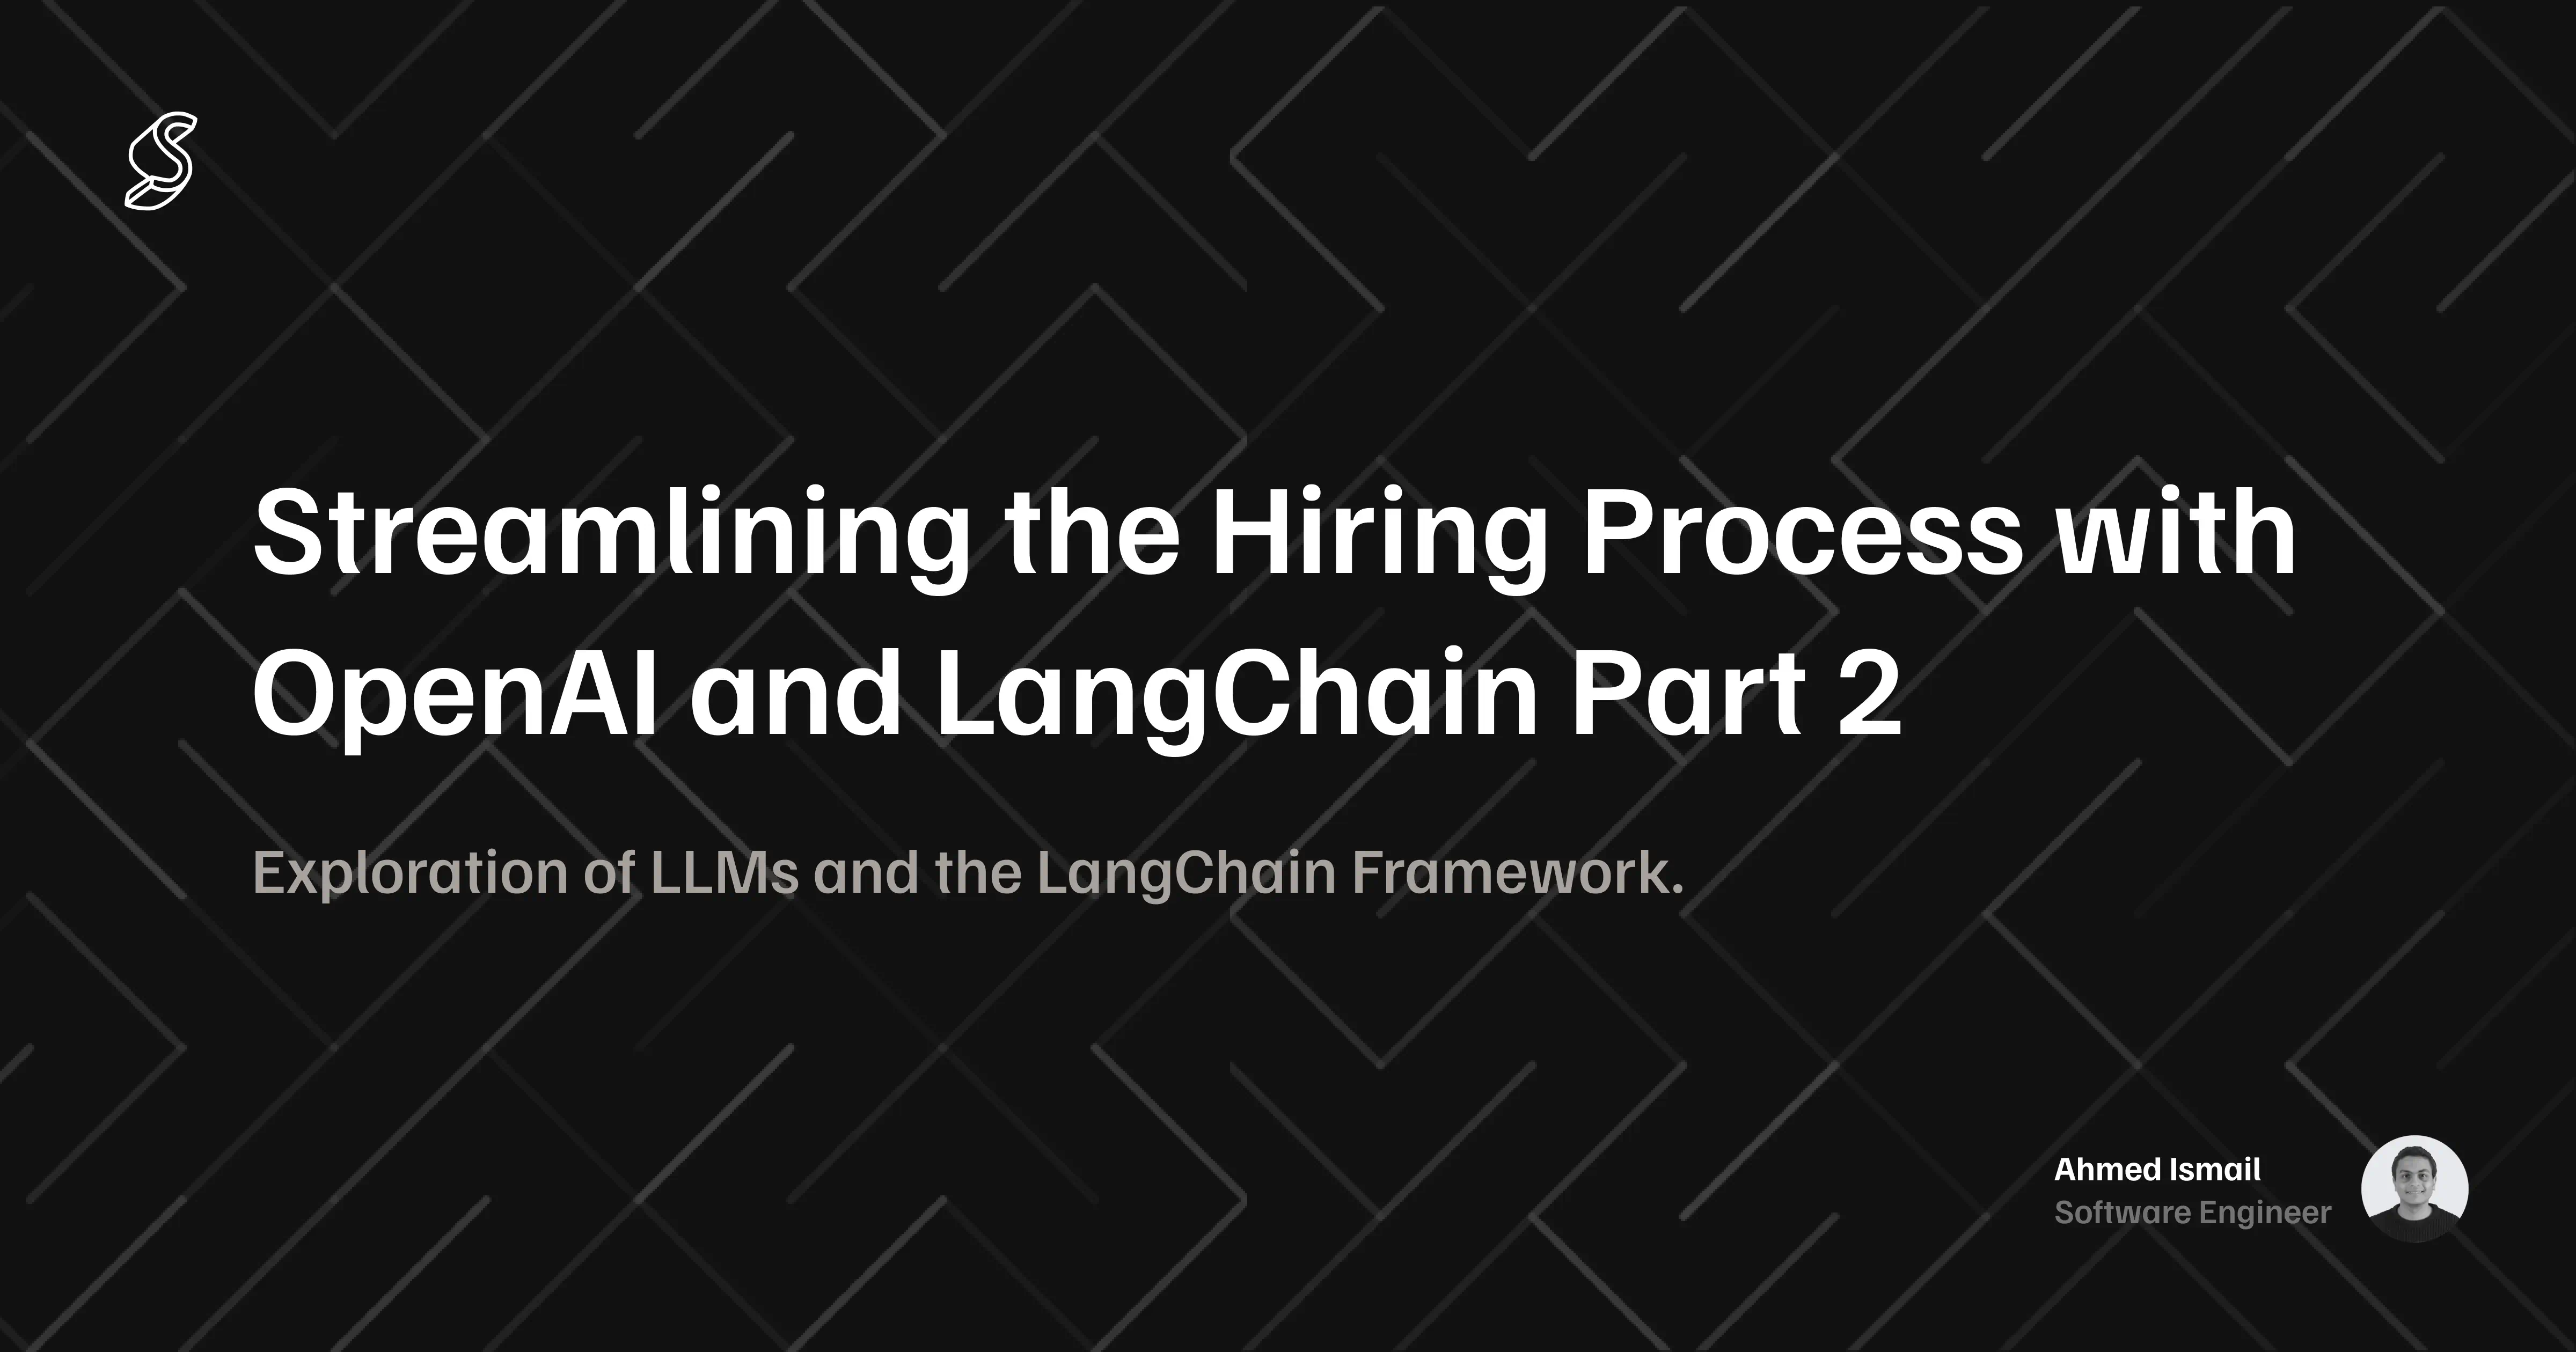 Streamlining the Hiring Process with
OpenAI and LangChain Part 2
Exploration of LLMs and the LangChain Framework.
Ahmed Ismail
Software Engineer